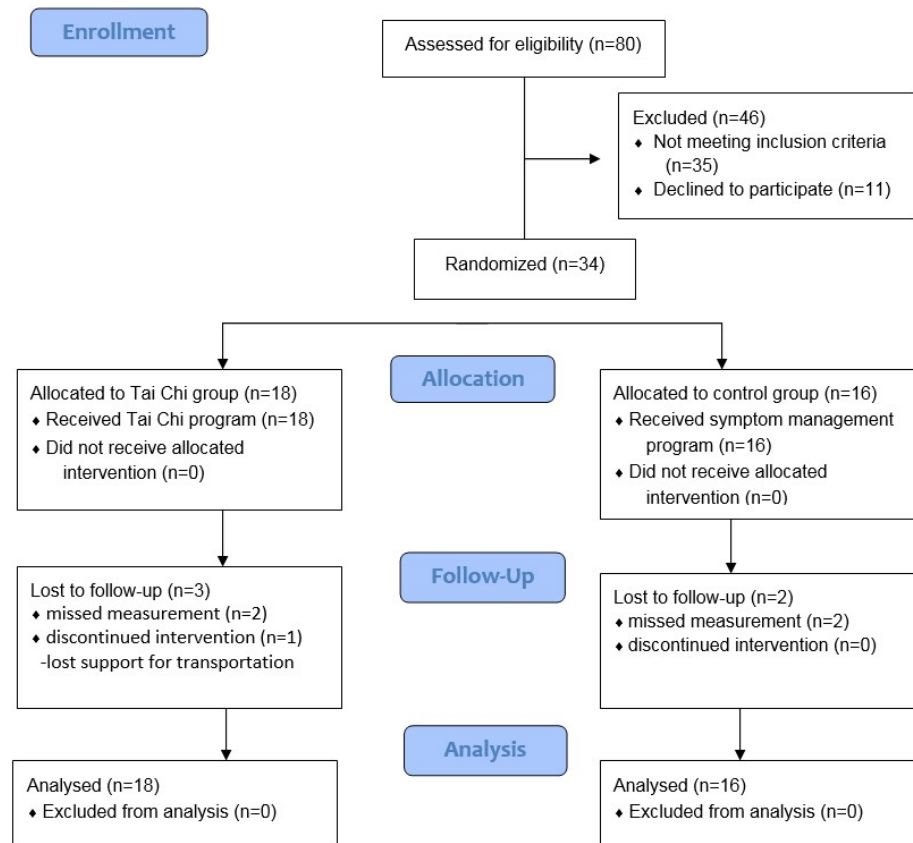 Enrollment
Assessed for eligibility (n=80)
Excluded (n=46)
♦ Not meeting inclusion criteria
(n=35)
♦ Declined to participate (n=11)
Randomized (n=34)
Allocation
Allocated to Tai Chi group (n=18)
♦ Received Tai Chi program (n=18)
♦ Did not receive allocated
intervention (n=0)
Allocated to control group (n=16)
♦ Received symptom management
program (n=16)
♦ Did not receive allocated
intervention (n=0)
Follow-Up
Lost to follow-up (n=3)
♦ missed measurement (n=2)
♦ discontinued intervention (n=1)
-lost support for transportation
Lost to follow-up (n=2)
♦ missed measurement (n=2)
♦ discontinued intervention (n=0)
Analysis
Analysed (n=18)
♦ Excluded from analysis (n=0)
Analysed (n=16)
♦ Excluded from analysis (n=0)